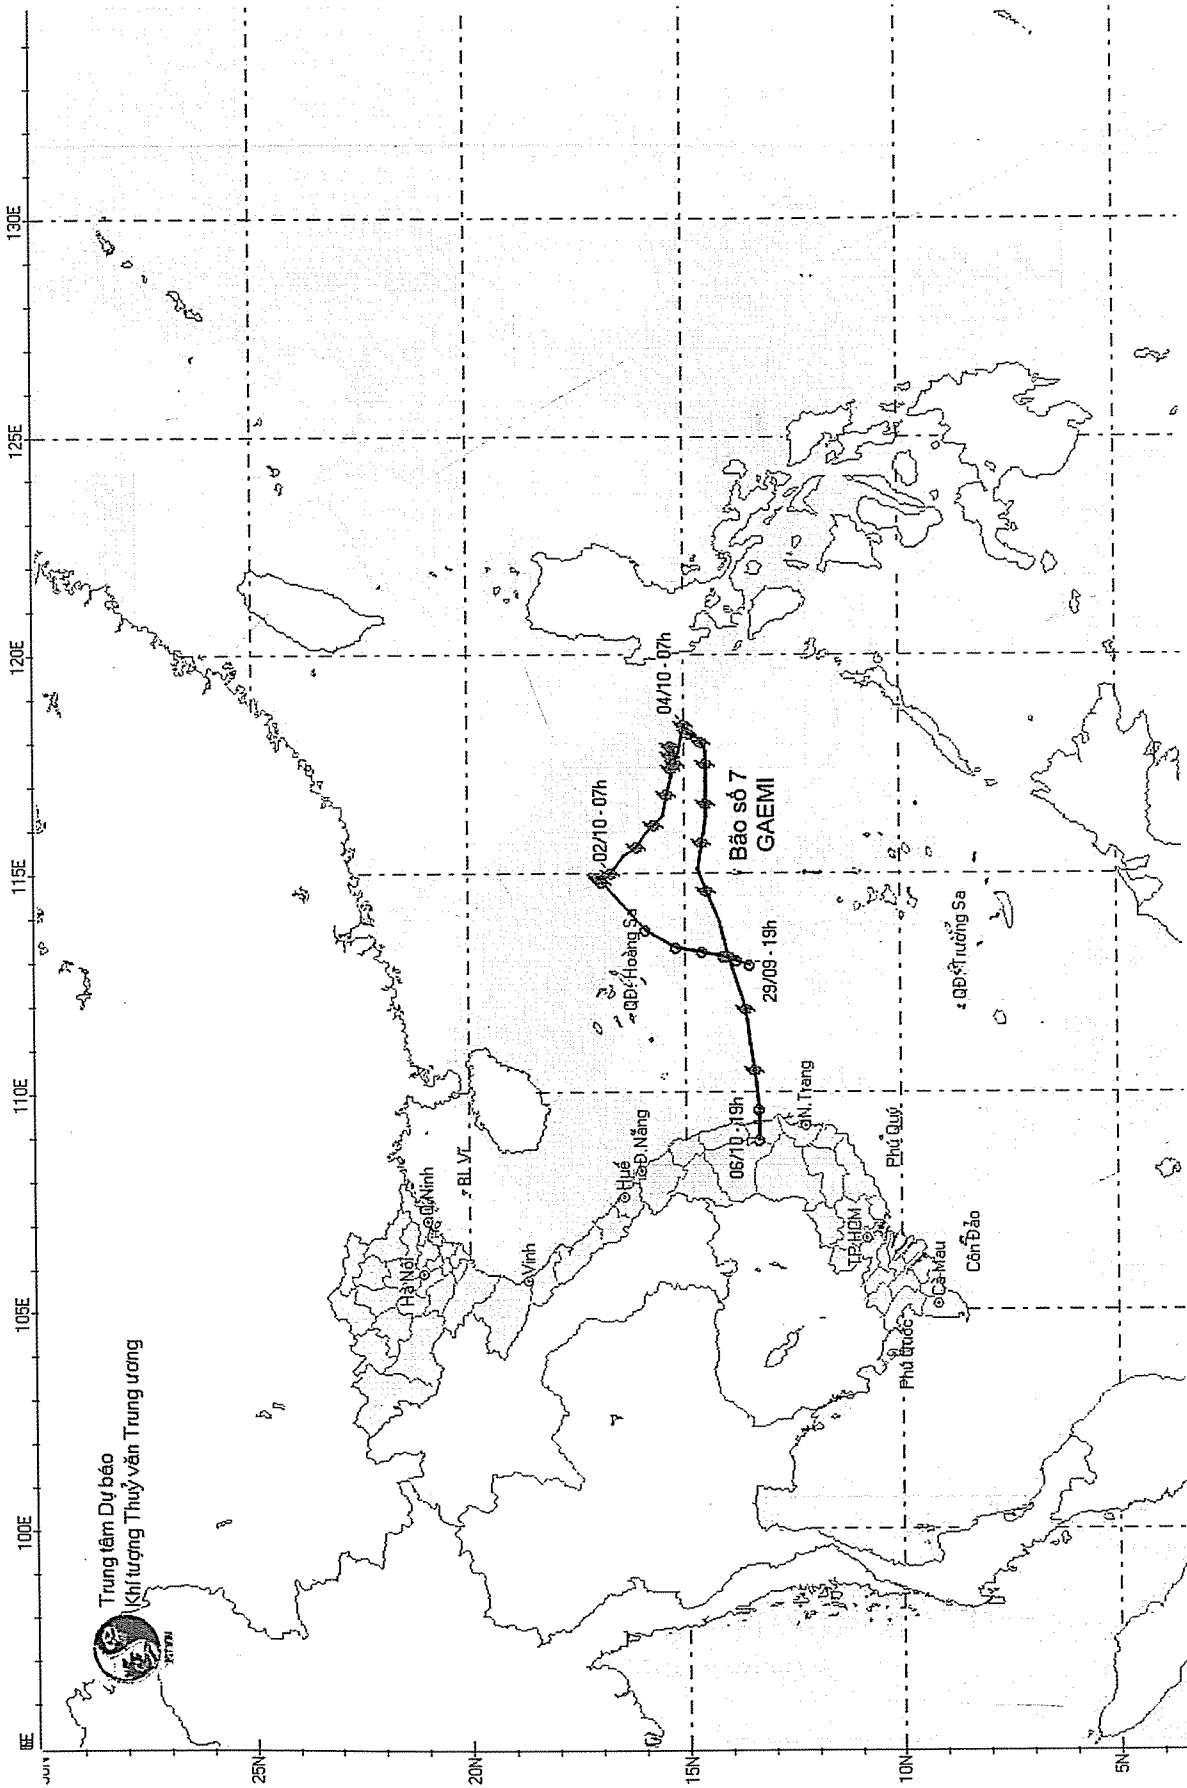 Trung tâm Dự báo
Khí tượng Thuỷ văn Trung ương
100E
105E
110E
115E
120E
125E
130E
25N
20N
15N
10N
5N
Hà Nội
Q.Ninh
BLVĨ
Vinh
Huế
Đ.Nẵng
QĐ. Hoàng Sa
02/10 - 07h
04/10 - 07h
Bão số 7
GAEMI
29/09 - 19h
06/10 - 19h
N.Trang
Phú Quý
TP.HCM
Cà Mau
Côn Đảo
Phú Quốc
QĐ. Trường Sa